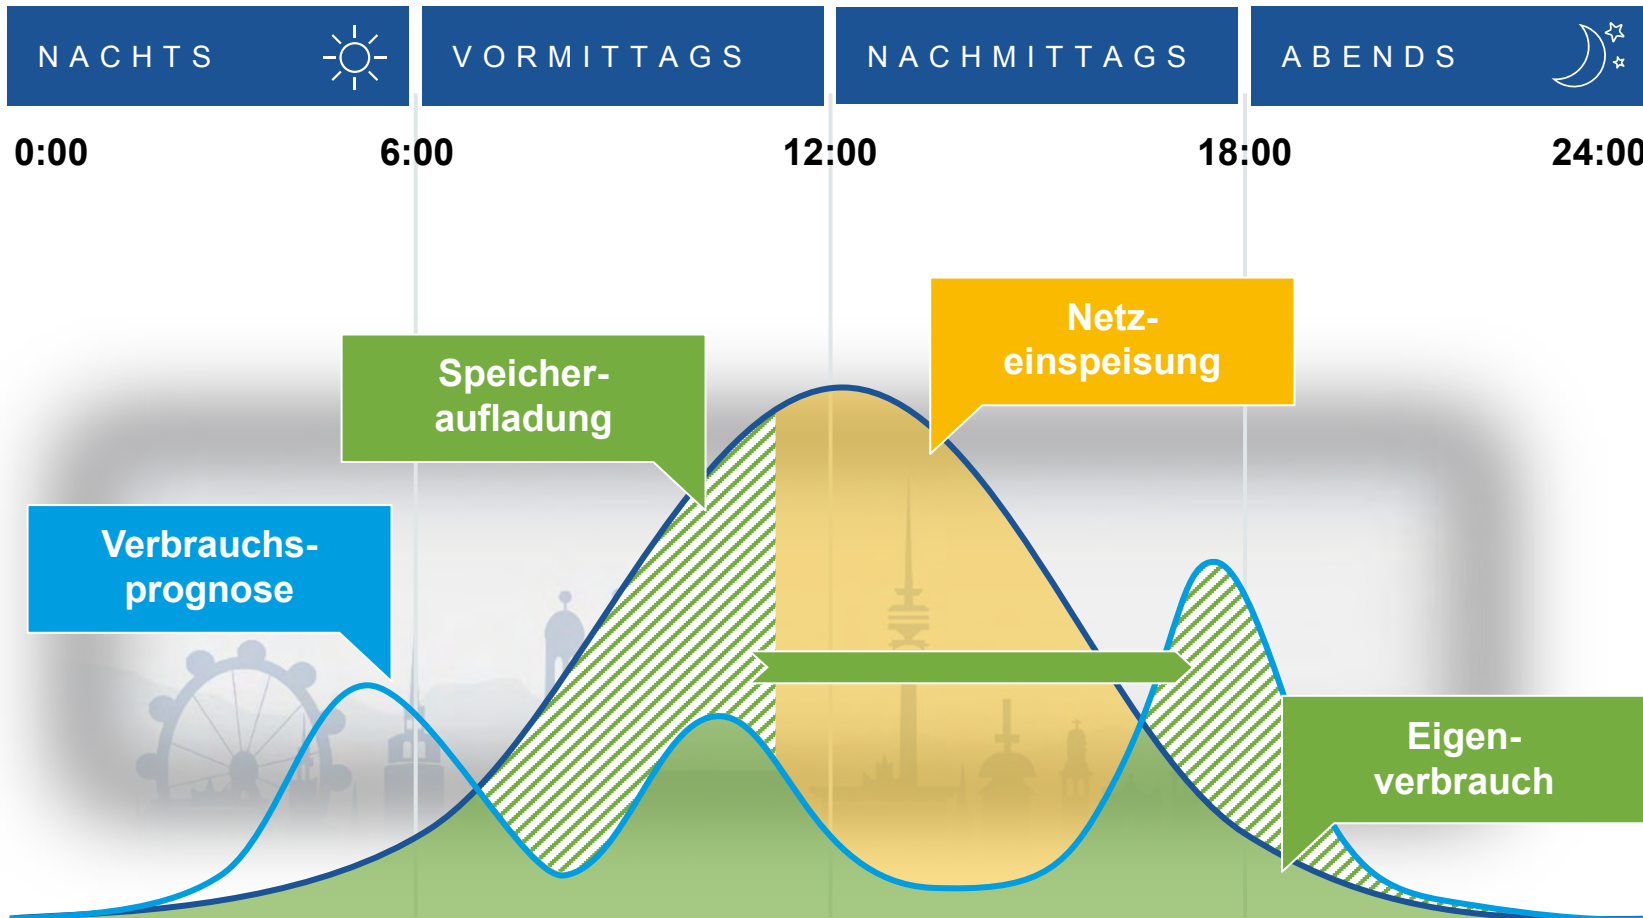 NACHTS
VORMITTAGS
NACHMITTAGS
ABENDS
0:00
6:00
12:00
18:00
24:00
Netz-
einspeisung
Speicher-
aufladung
Verbrauchs-
prognose
Eigen-
verbrauch